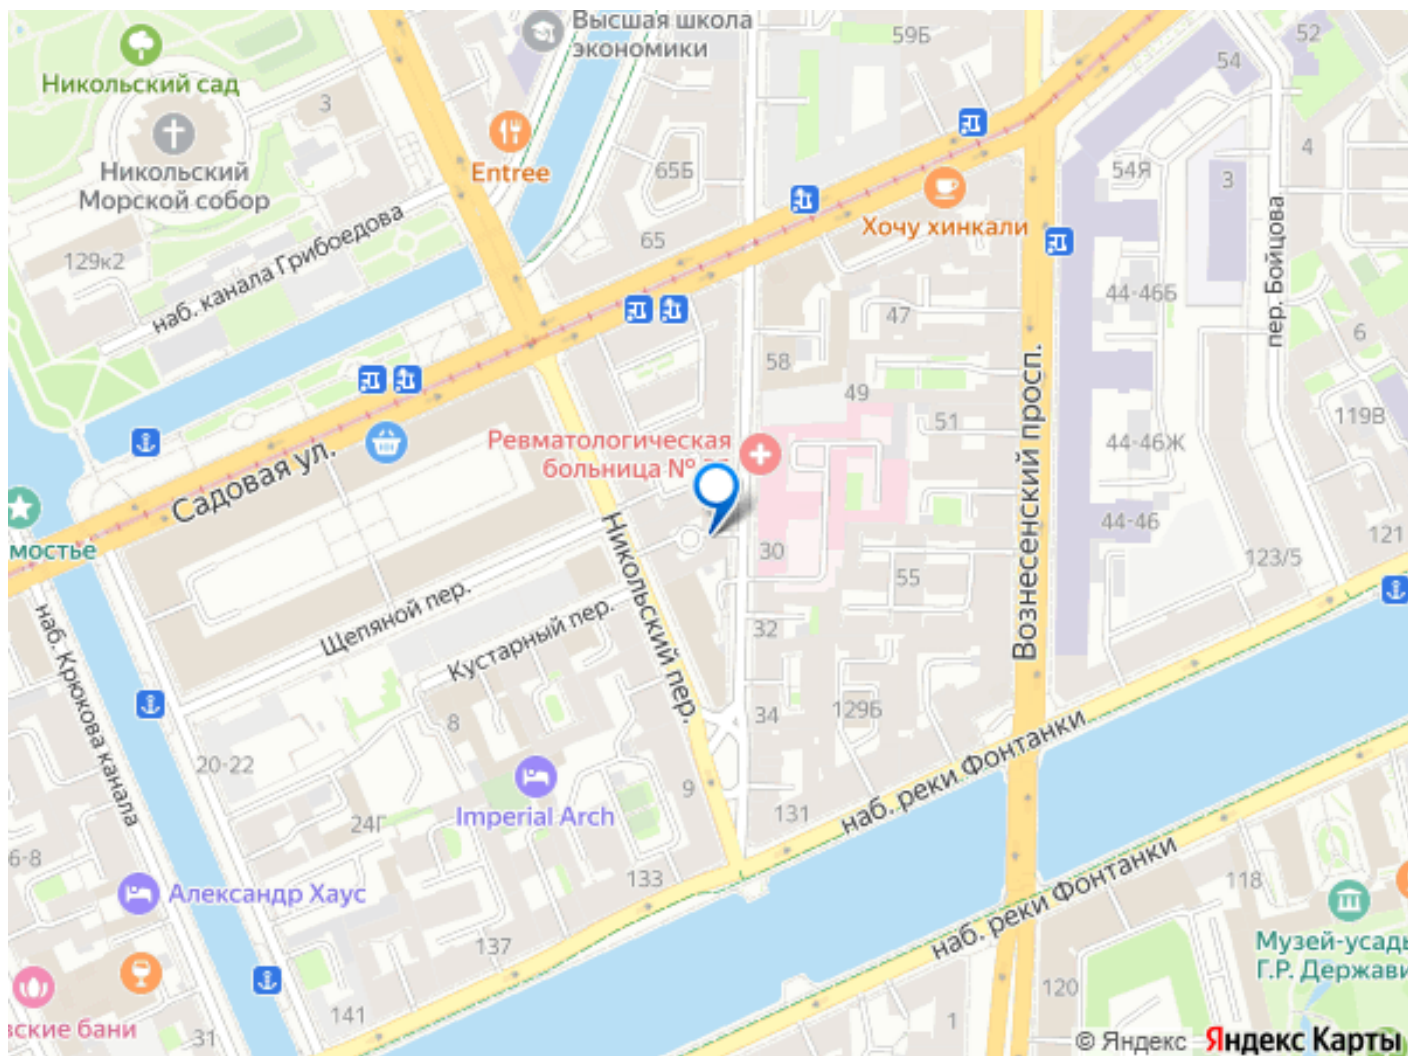 Высшая школа
экономики
59Б
52
54
Никольский сад
3
Никольский
Морской собор
Entree
65Б
54Я
3
4
наб. канала Грибоедова
129к2
65
Хочу хинкали
пер. Бойцова
44-46Б
47
6
58
49
51
Вознесенский просп.
119В
Ревматологическая
больница №
44-46Ж
Садовая ул.
44-46
121
мостье
Никольский пер.
30
55
123/5
Щепяной пер.
Кустарный пер.
32
наб. Крюкова канала
8
34
129Б
20-22
наб. реки Фонтанки
9
Imperial Arch
24Г
131
6-8
133
Александр Хаус
наб. реки Фонтанки
118
137
Музей-усадь
Г.Р. Держави
120
141
1
вские бани
31
© Яндекс Яндекс Карты